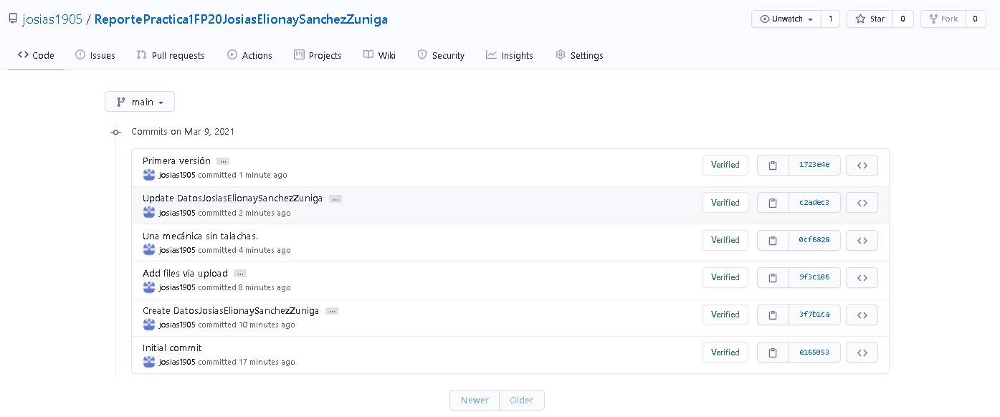 josias1905 / ReportePractica1FP20JosiasElionaySanchezZuniga
Unwatch 1 Star 0 Fork 0
Code Issues Pull requests Actions Projects Wiki Security Insights Settings
main
Commits on Mar 9, 2021
Primera versión ...
josias1905 committed 1 minute ago
Verified 1723e4e
Update DatosJosiasElionaySanchezZuniga ...
josias1905 committed 2 minutes ago
Verified c2adec3
Una mecánica sin talachas.
josias1905 committed 4 minutes ago
Verified 0cf6828
Add files via upload ...
josias1905 committed 8 minutes ago
Verified 9f3c106
Create DatosJosiasElionaySanchezZuniga ...
josias1905 committed 10 minutes ago
Verified 3f7b1ca
Initial commit
josias1905 committed 17 minutes ago
Verified e165053
Newer Older